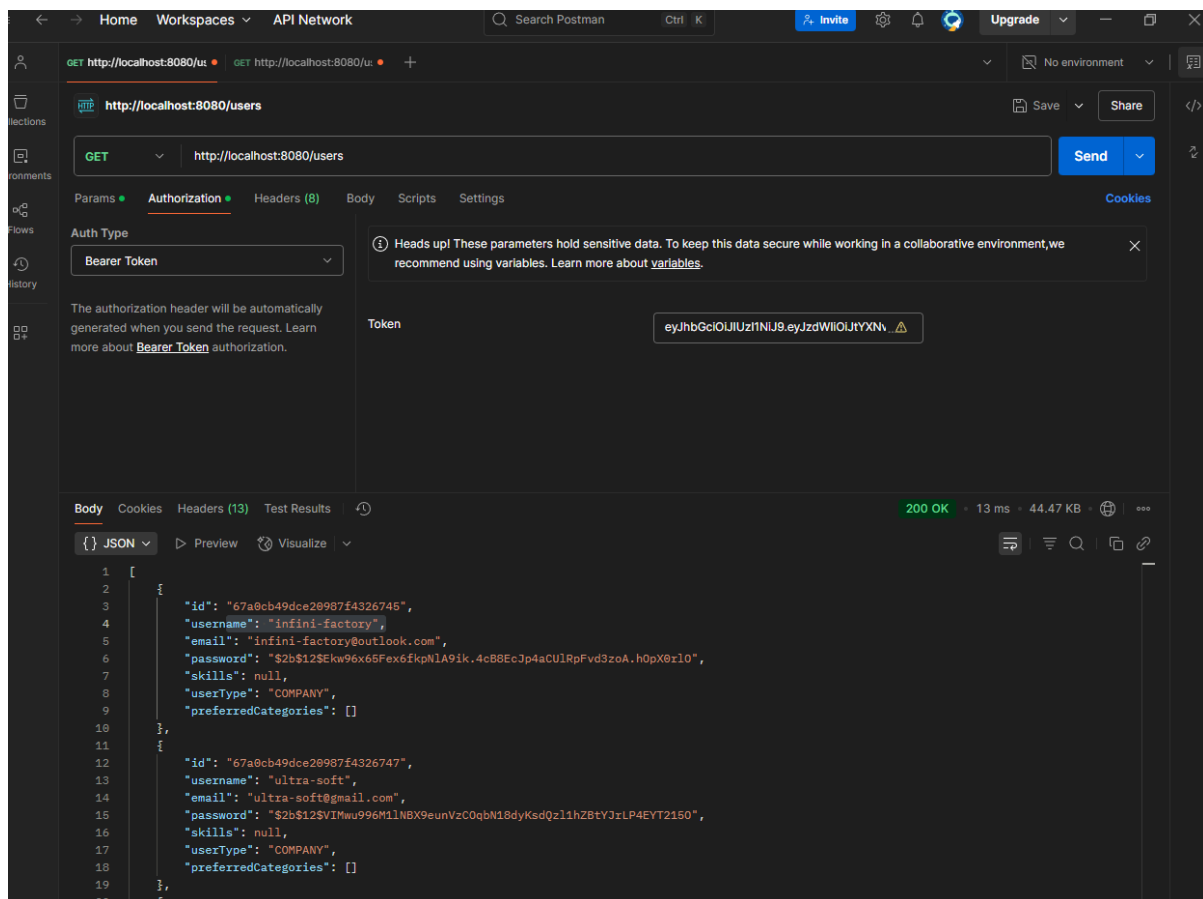 Home Workspaces API Network Search Postman Ctrl K Invite Upgrade
GET http://localhost:8080/u: GET http://localhost:8080/u: + No environment
HTTP http://localhost:8080/users Save Share
GET http://localhost:8080/users Send
Params Authorization Headers (8) Body Scripts Settings Cookies
Auth Type
Bearer Token
Heads up! These parameters hold sensitive data. To keep this data secure while working in a collaborative environment,we
recommend using variables. Learn more about variables.
The authorization header will be automatically
generated when you send the request. Learn
more about Bearer Token authorization.
Token
Flows
Body Cookies Headers (13) Test Results 200 OK 13 ms 44.47 KB
{} JSON Preview Visualize
1 [
2 {
3 "id": "67a0cb49dce20987f4326745",
4 "username": "infini-factory",
5 "email": "infini-factory@outlook.com",
6 "password": "$2b$12$Ekw96x65Fex6fkpNlA9ik.4cB8EcJp4aCUlRpFvd3zoA.hOpX0rlO",
7 "skills": null,
8 "userType": "COMPANY",
9 "preferredCategories": []
10 },
11 {
12 "id": "67a0cb49dce20987f4326747",
13 "username": "ultra-soft",
14 "email": "ultra-soft@gmail.com",
15 "password": "$2b$12$VIMwu996M1lNBX9eunVzCOqbN18dyKsdQzl1hZBtYJrLP4EYT215O",
16 "skills": null,
17 "userType": "COMPANY",
18 "preferredCategories": []
19 },